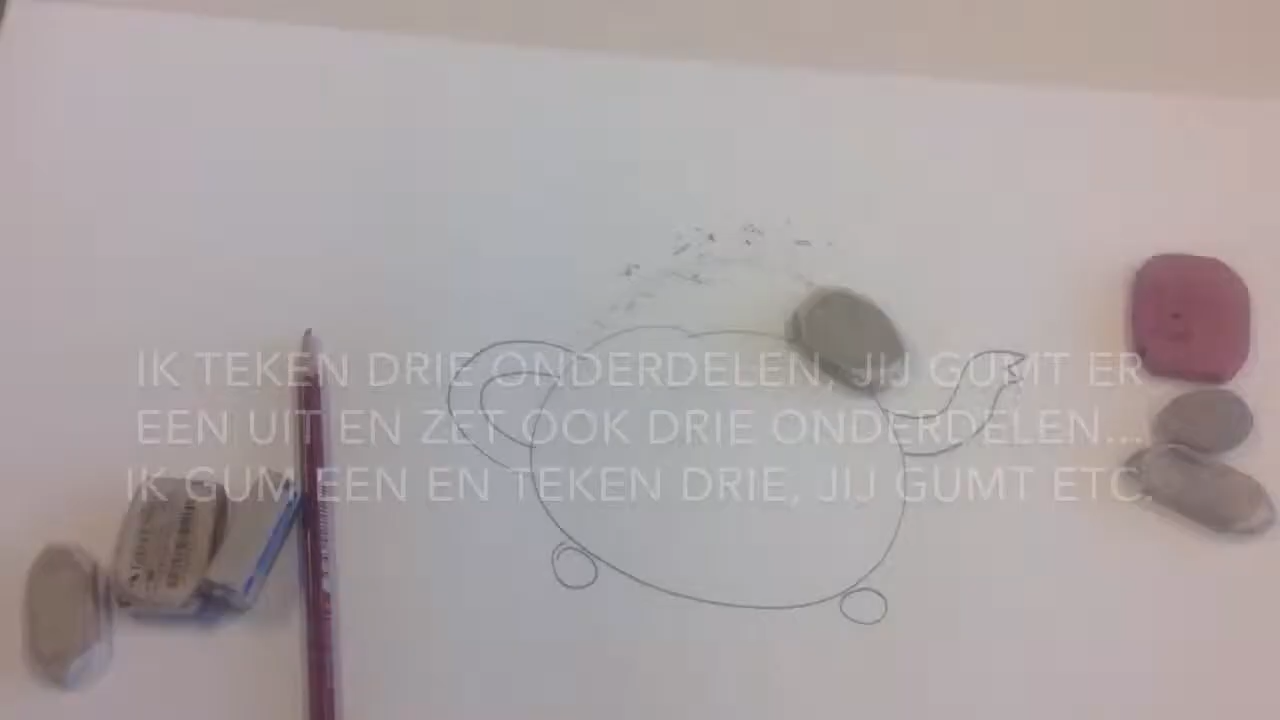 IK TEKEN DRIE ONDERDELEN, JIJ GUMT ER
EEN UIT EN ZET OOK DRIE ONDERDELEN...
IK GUM EEN EN TEKEN DRIE, JIJ GUMT ETC.